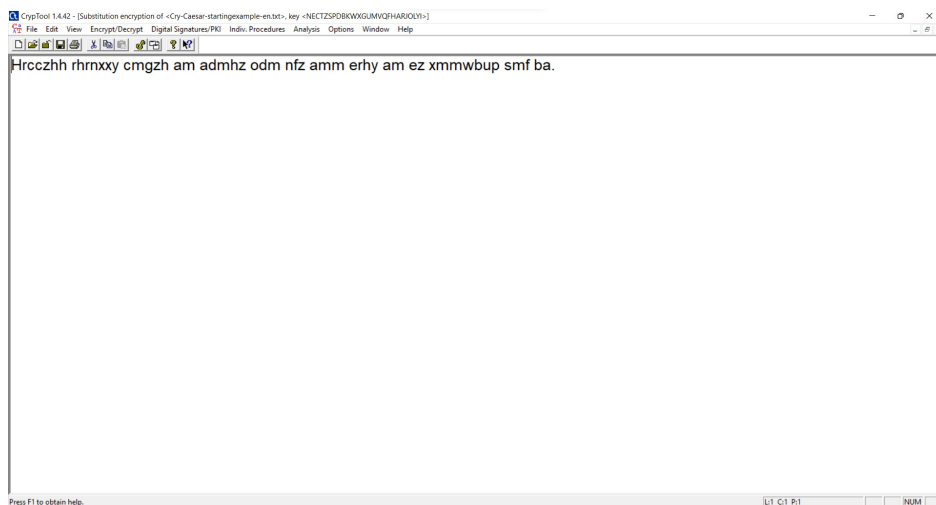 CrypTool 1.4.42 - [Substitution encryption of <Cry-Caesar-startingexample-en.txt>, key <NECTZSPDBKWXGUMVQFHARJOLYI>]
File Edit View Encrypt/Decrypt Digital Signatures/PKI Indiv. Procedures Analysis Options Window Help
Hrcczhh rhrnxxy cmgzh am admhz odm nfz amm erhy am ez xmmwbup smf ba.
Press F1 to obtain help.
L:1 C:1 P:1
NUM